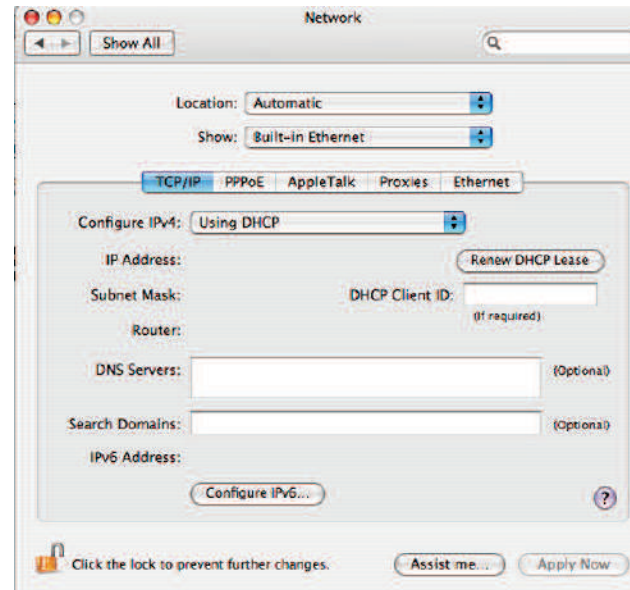 Network
Show All
Location: Automatic
Show: Built-in Ethernet
TCP/IP PPPoE AppleTalk Proxies Ethernet
Configure IPv4: Using DHCP
IP Address: Renew DHCP Lease
Subnet Mask: DHCP Client ID:
(If required)
Router:
DNS Servers: (Optional)
Search Domains: (Optional)
IPv6 Address:
Configure IPv6... ?
Click the lock to prevent further changes. Assist me... Apply Now